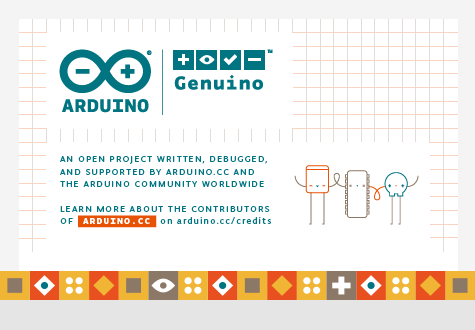 ARDUINO
Genuino
AN OPEN PROJECT WRITTEN, DEBUGGED,
AND SUPPORTED BY ARDUINO.CC AND
THE ARDUINO COMMUNITY WORLDWIDE
LEARN MORE ABOUT THE CONTRIBUTORS
OF ARDUINO.CC on arduino.cc/credits